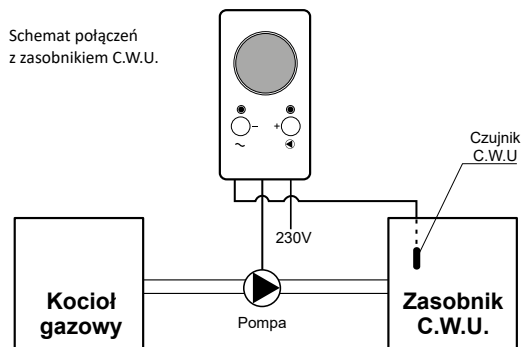 Schemat połączeń
z zasobnikiem C.W.U.
− +
~
Czujnik
C.W.U
230V
Kocioł
gazowy
Pompa
Zasobnik
C.W.U.